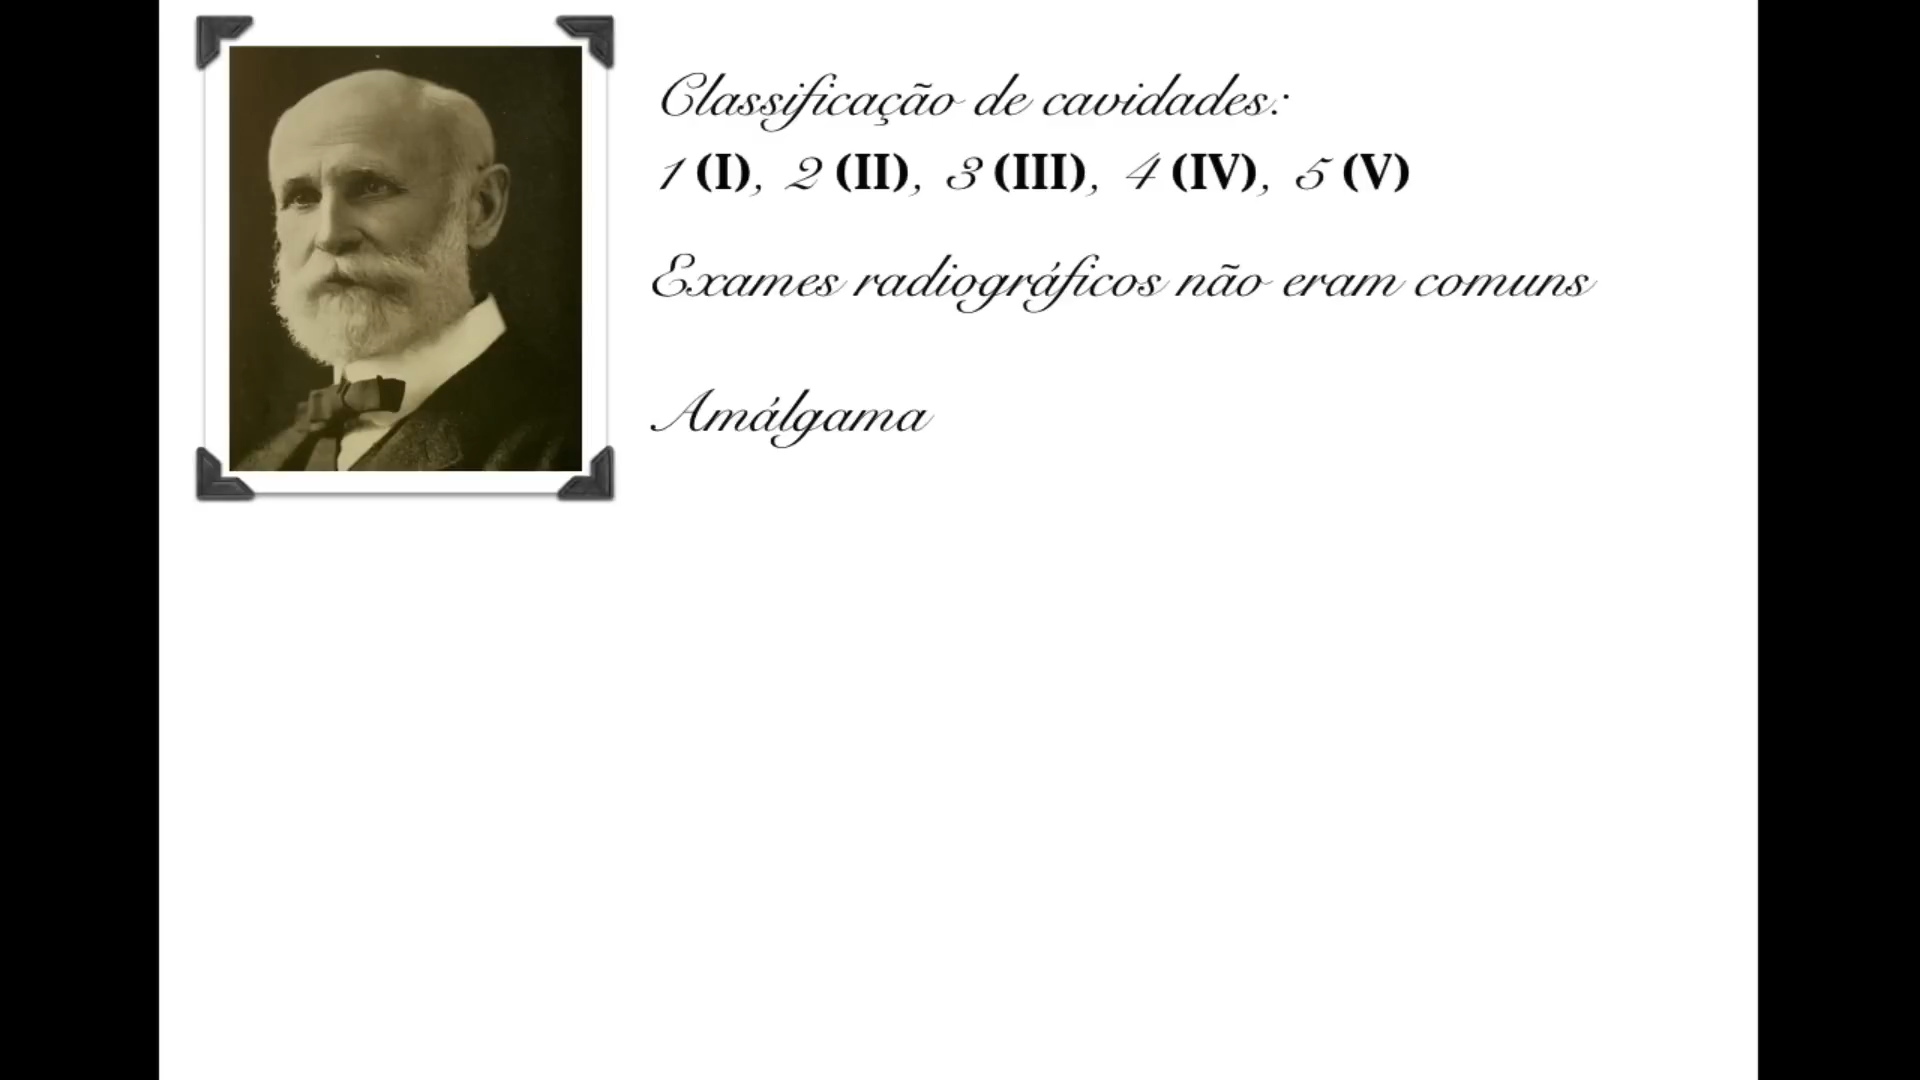 Classificação de cavidades:
1 (I), 2 (II), 3 (III), 4 (IV), 5 (V)
Exames radiográficos não eram comuns
Amálgama